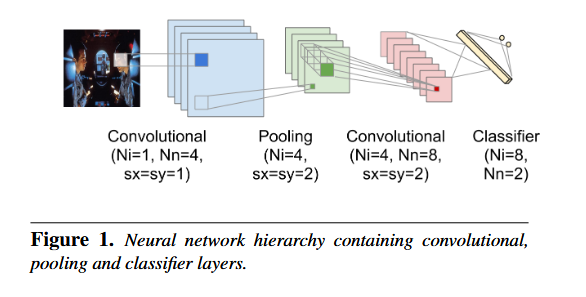 Convolutional
(Ni=1, Nn=4,
sx=sy=1)
Pooling
(Ni=4,
sx=sy=2)
Convolutional
(Ni=4, Nn=8,
sx=sy=2)
Classifier
(Ni=8,
Nn=2)
Figure 1. Neural network hierarchy containing convolutional,
pooling and classifier layers.